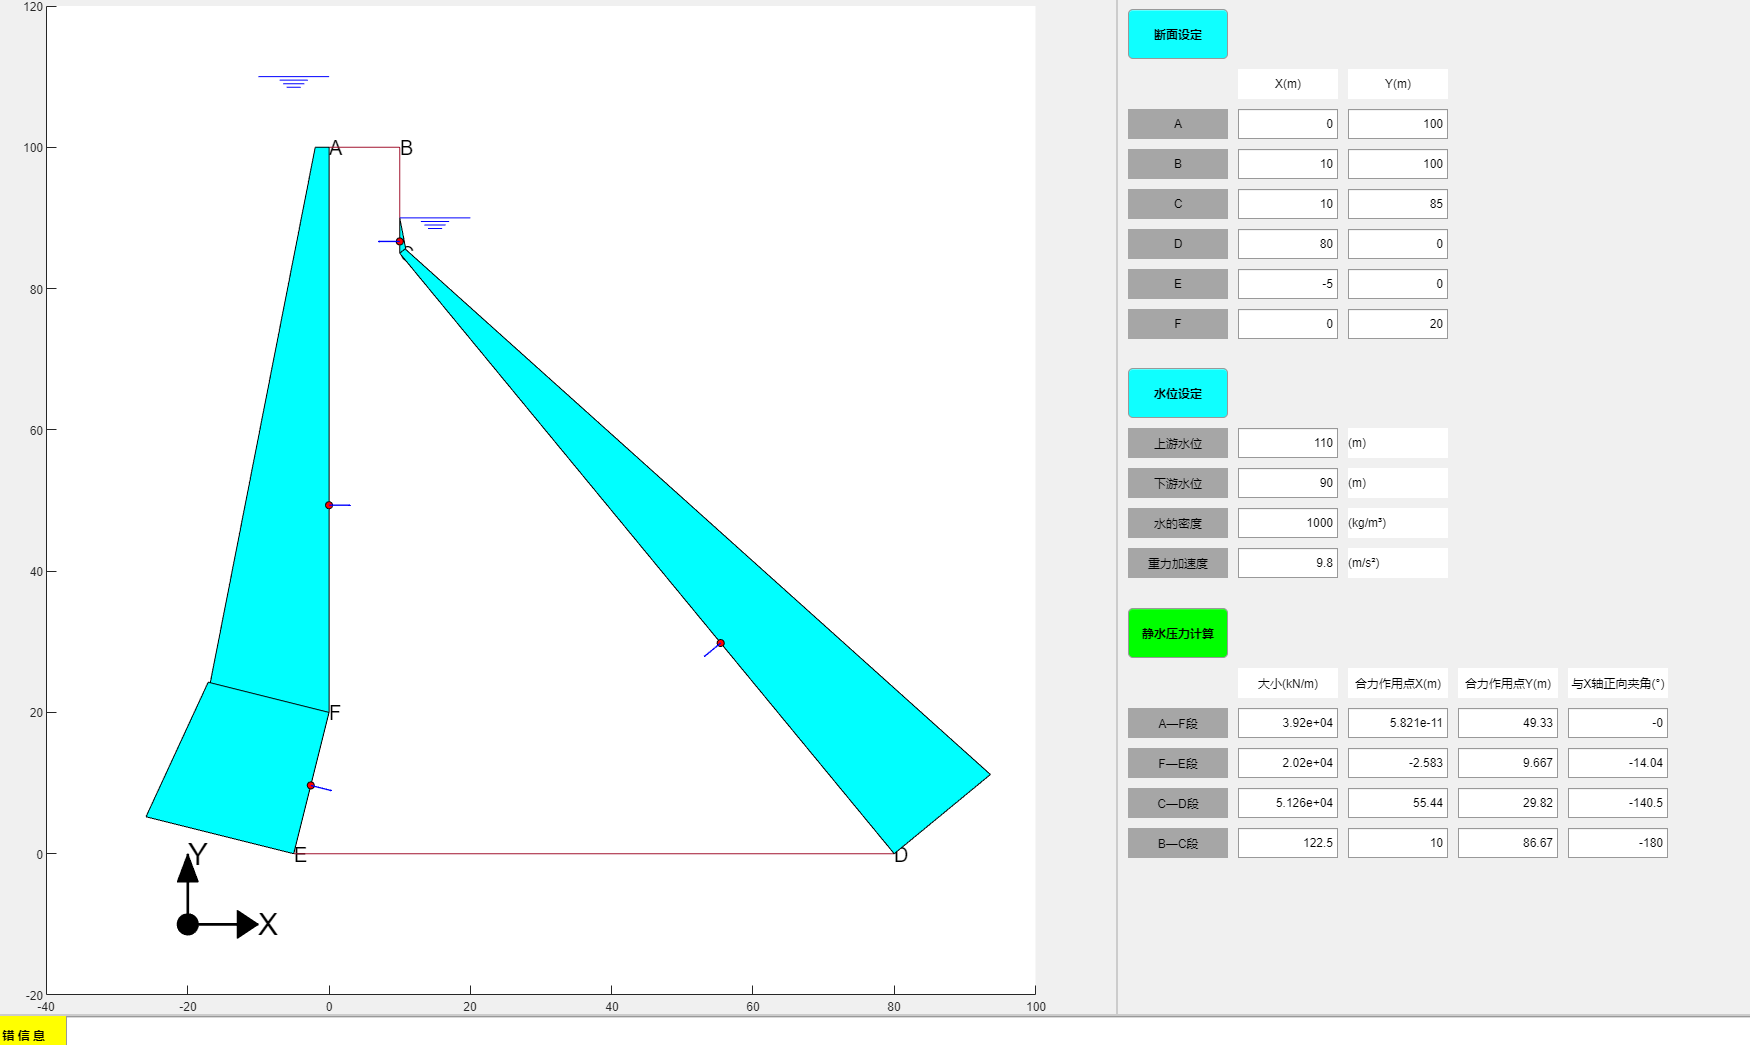 120
100
80
60
40
20
0
-20
-40
-20
0
20
40
60
80
100
A
B
C
F
E
D
Y
X
断面设定
X(m) Y(m)
A 0 100
B 10 100
C 10 85
D 80 0
E -5 0
F 0 20
水位设定
上游水位 110 (m)
下游水位 90 (m)
水的密度 1000 (kg/m³)
重力加速度 9.8 (m/s²)
静水压力计算
大小(kN/m) 合力作用点X(m) 合力作用点Y(m) 与X轴正向夹角(°)
A—F段 3.92e+04 5.821e-11 49.33 -0
F—E段 2.02e+04 -2.583 9.667 -14.04
C—D段 5.126e+04 55.44 29.82 -140.5
B—C段 122.5 10 86.67 -180
错信息